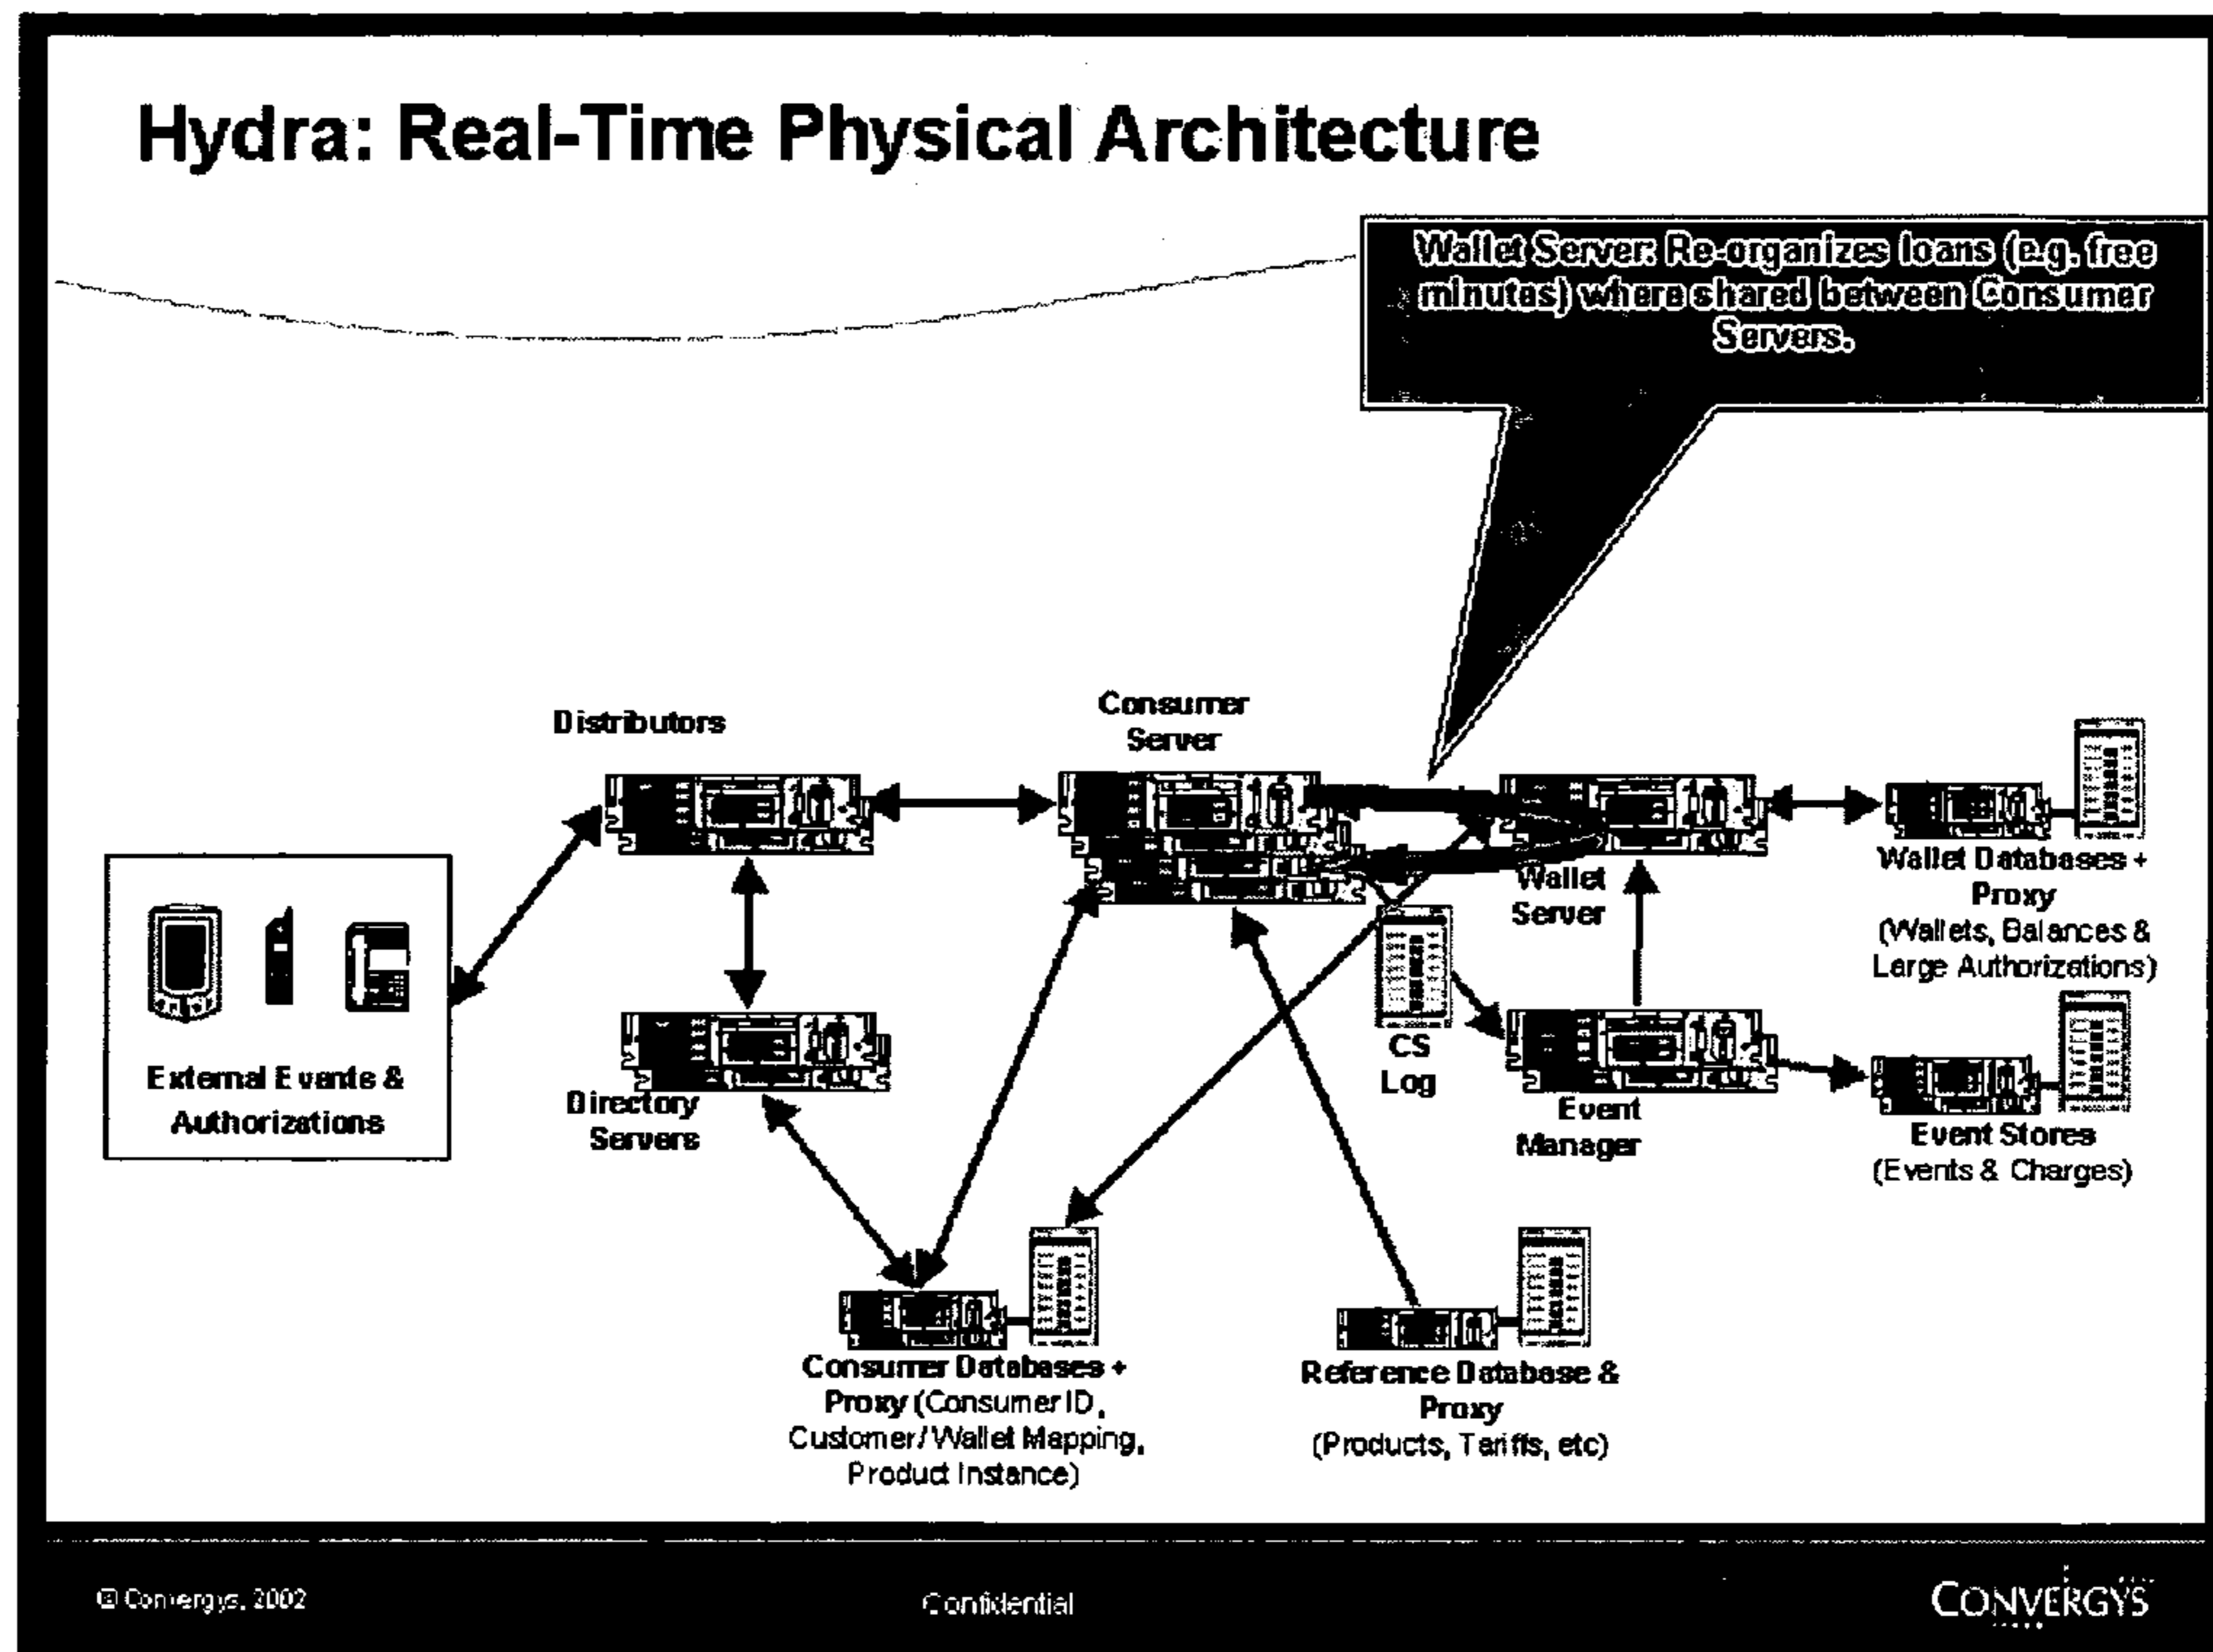 Hydra: Real-Time Physical Architecture
Wallet Server: Re-organizes loans (e.g. free
minutes) where shared between Consumer
Servers.
Distributors
Consumer
Server
Wallet
Server
Wallet Databases +
Proxy
(Wallets, Balances &
Large Authorizations)
External Events &
Authorizations
Directory
Servers
CS
Log
Event
Manager
Event Stores
(Events & Charges)
Consumer Databases +
Proxy (Consumer ID,
Customer/Wallet Mapping,
Product Instance)
Reference Database &
Proxy
(Products, Tariffs, etc)
© Convergys, 2002
Confidential
CONVERGYS